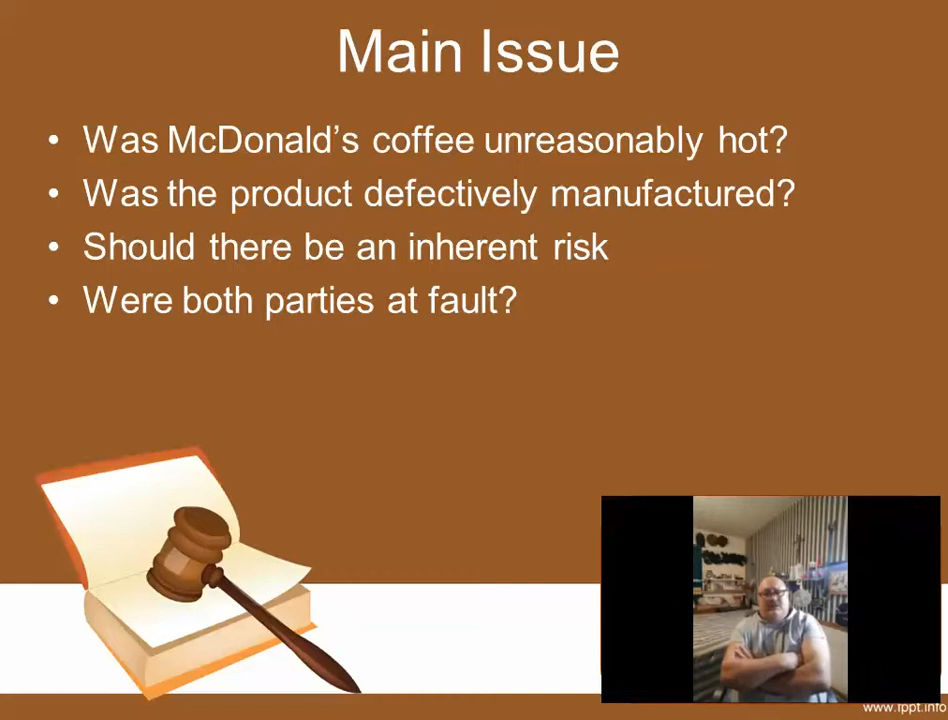 Main Issue
• Was McDonald’s coffee unreasonably hot?
• Was the product defectively manufactured?
• Should there be an inherent risk
• Were both parties at fault?
www.fppt.info